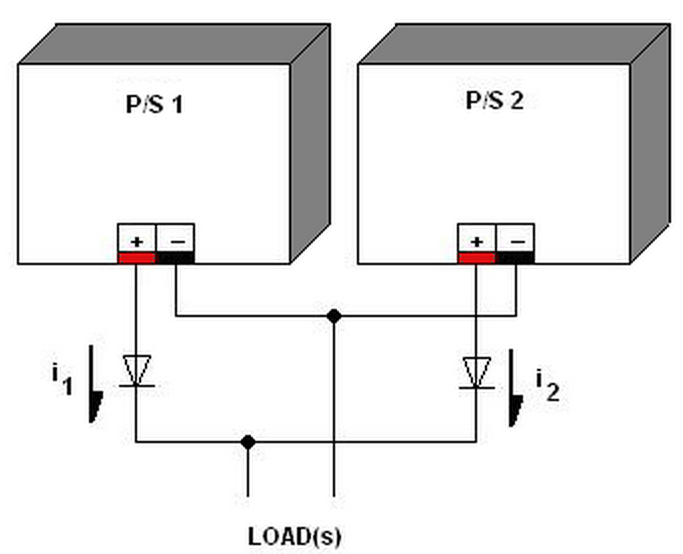 P/S 1
P/S 2
+ –
+ –
i1
i2
LOAD(s)